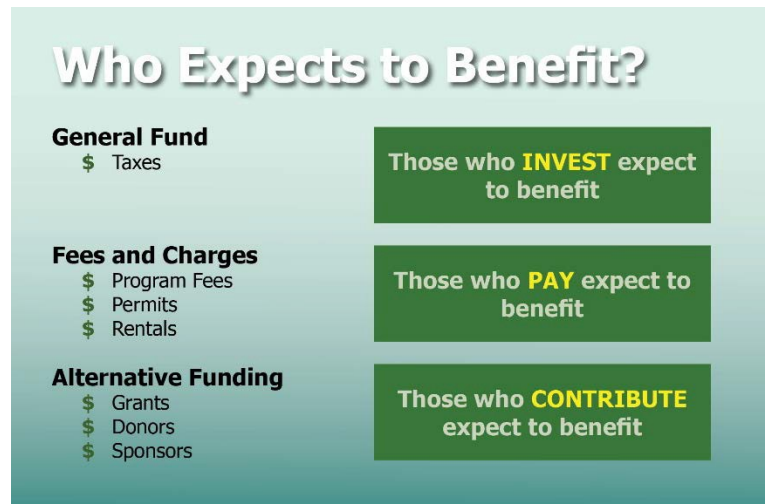 Who Expects to Benefit?
General Fund
$ Taxes
Those who INVEST expect
to benefit
Fees and Charges
$ Program Fees
$ Permits
$ Rentals
Those who PAY expect to
benefit
Alternative Funding
$ Grants
$ Donors
$ Sponsors
Those who CONTRIBUTE
expect to benefit